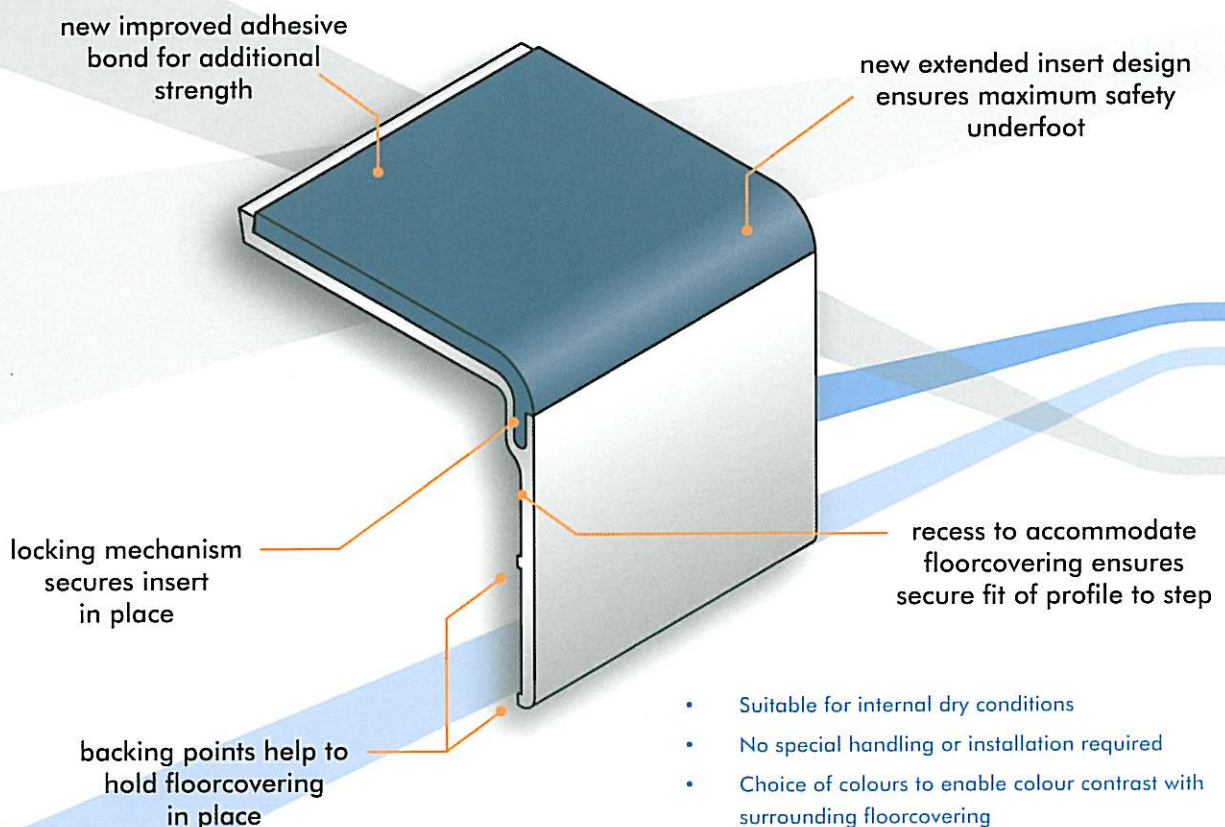 new improved adhesive
bond for additional
strength
new extended insert design
ensures maximum safety
underfoot
locking mechanism
secures insert
in place
recess to accommodate
floorcovering ensures
secure fit of profile to step
backing points help to
hold floorcovering
in place
• Suitable for internal dry conditions
• No special handling or installation required
• Choice of colours to enable colour contrast with
surrounding floorcovering